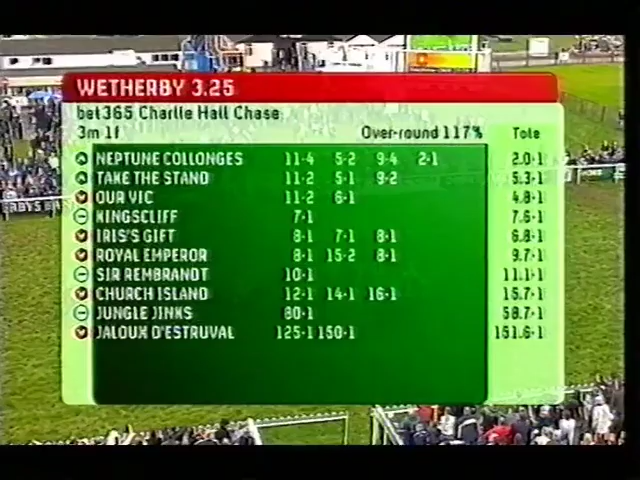 WETHERBY 3.25
bet365 Charlie Hall Chase
3m 1f Over-round 117% Tote
NEPTUNE COLLONGES 11-4 5-2 9-4 2-1 2.0-1
TAKE THE STAND 11-2 5-1 9-2 5.3-1
OUR VIC 11-2 6-1 4.8-1
KINGSCLIFF 7-1 7.6-1
IRIS'S GIFT 8-1 7-1 8-1 6.8-1
ROYAL EMPEROR 8-1 15-2 8-1 9.7-1
SIR REMBRANDT 10-1 11.1-1
CHURCH ISLAND 12-1 14-1 16-1 15.7-1
JUNGLE JINKS 80-1 58.7-1
JALOUX D'ESTRUVAL 125-1 150-1 151.6-1